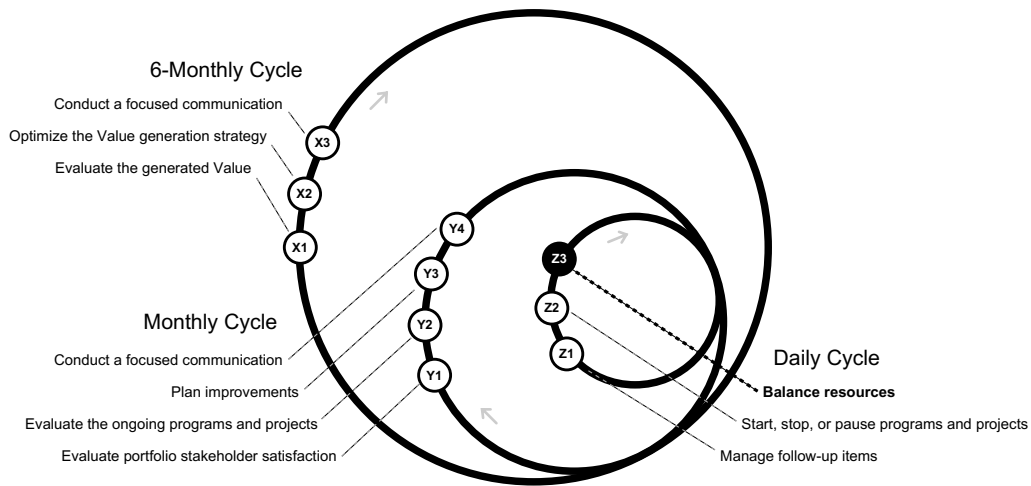 6-Monthly Cycle
Conduct a focused communication
Optimize the Value generation strategy
Evaluate the generated Value
X3
X2
X1
Y4
Y3
Y2
Y1
Z3
Z2
Z1
Monthly Cycle
Conduct a focused communication
Plan improvements
Evaluate the ongoing programs and projects
Evaluate portfolio stakeholder satisfaction
Daily Cycle
Balance resources
Start, stop, or pause programs and projects
Manage follow-up items